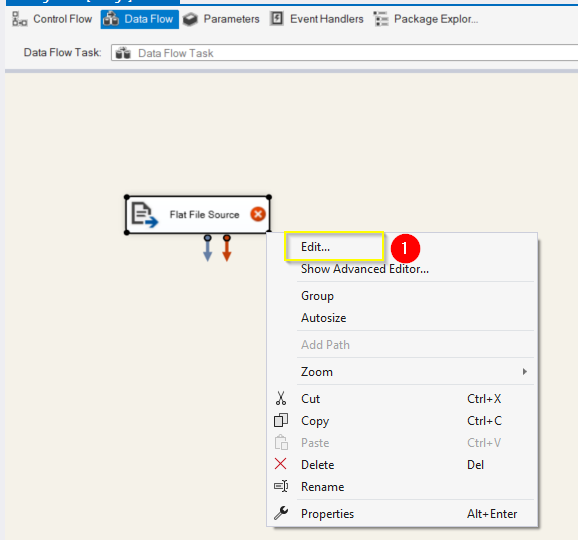 Control Flow Data Flow Parameters Event Handlers Package Explor...
Data Flow Task: Data Flow Task
Flat File Source
Edit... 1
Show Advanced Editor...
Group
Autosize
Add Path
Zoom
Cut Ctrl+X
Copy Ctrl+C
Paste Ctrl+V
Delete Del
Rename
Properties Alt+Enter